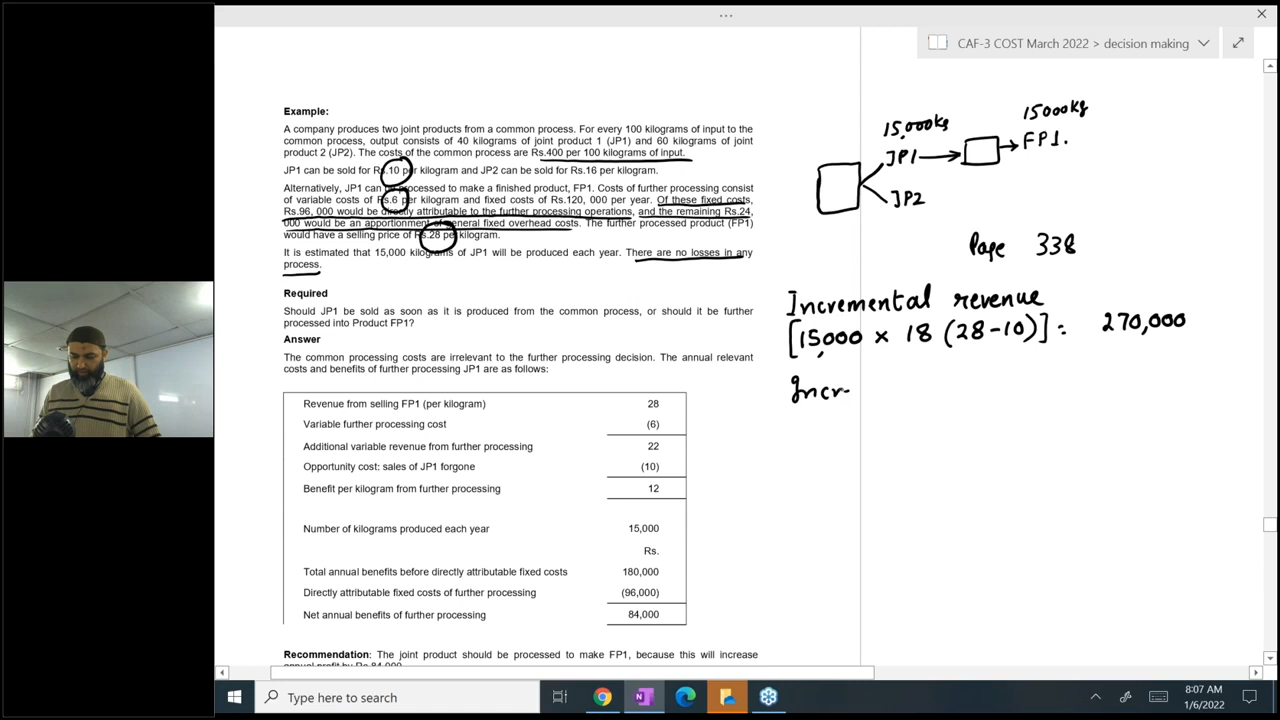 CAF-3 COST March 2022 > decision making
Example:
A company produces two joint products from a common process. For every 100 kilograms of input to the
common process, output consists of 40 kilograms of joint product 1 (JP1) and 60 kilograms of joint
product 2 (JP2). The costs of the common process are Rs.400 per 100 kilograms of input.
JP1 can be sold for Rs.10 per kilogram and JP2 can be sold for Rs.16 per kilogram.
Alternatively, JP1 can be processed to make a finished product, FP1. Costs of further processing consist
of variable costs of Rs.6 per kilogram and fixed costs of Rs.120, 000 per year. Of these fixed costs,
Rs.96, 000 would be directly attributable to the further processing operations, and the remaining Rs.24,
000 would be an apportionment of general fixed overhead costs. The further processed product (FP1)
would have a selling price of Rs.28 per kilogram.
It is estimated that 15,000 kilograms of JP1 will be produced each year. There are no losses in any
process.
Required
Should JP1 be sold as soon as it is produced from the common process, or should it be further
processed into Product FP1?
Answer
The common processing costs are irrelevant to the further processing decision. The annual relevant
costs and benefits of further processing JP1 are as follows:
Revenue from selling FP1 (per kilogram) 28
Variable further processing cost (6)
Additional variable revenue from further processing 22
Opportunity cost: sales of JP1 forgone (10)
Benefit per kilogram from further processing 12
Number of kilograms produced each year 15,000
Rs.
Total annual benefits before directly attributable fixed costs 180,000
Directly attributable fixed costs of further processing (96,000)
Net annual benefits of further processing 84,000
Recommendation: The joint product should be processed to make FP1, because this will increase
annual profit by Rs.84,000.
15,000kg
15000kg
JP1
FP1.
JP2
Page 338
Incremental revenue
[15,000 × 18 (28-10)] = 270,000
Incr
Type here to search
8:07 AM
1/6/2022